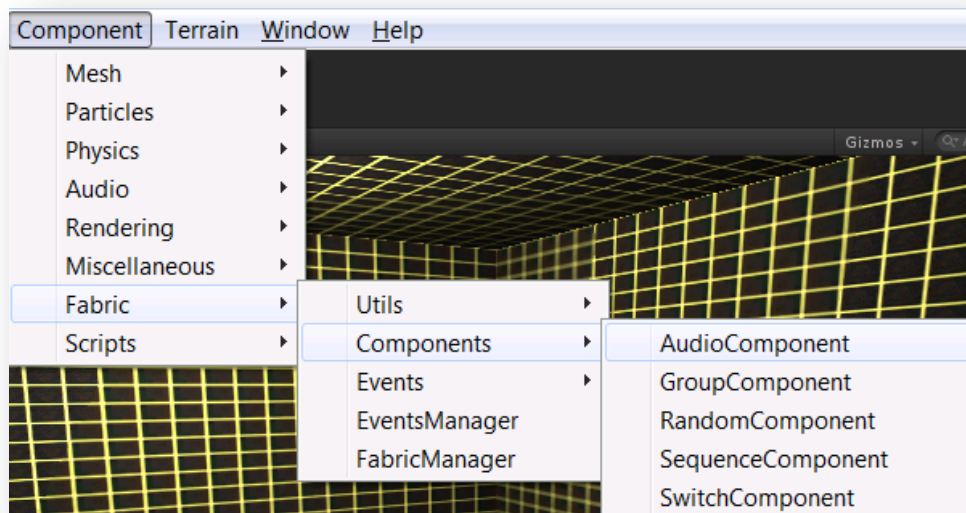 Component Terrain Window Help
Mesh
Particles
Physics
Audio
Rendering
Miscellaneous
Fabric
Scripts
Gizmos
Utils
Components
Events
EventsManager
FabricManager
AudioComponent
GroupComponent
RandomComponent
SequenceComponent
SwitchComponent